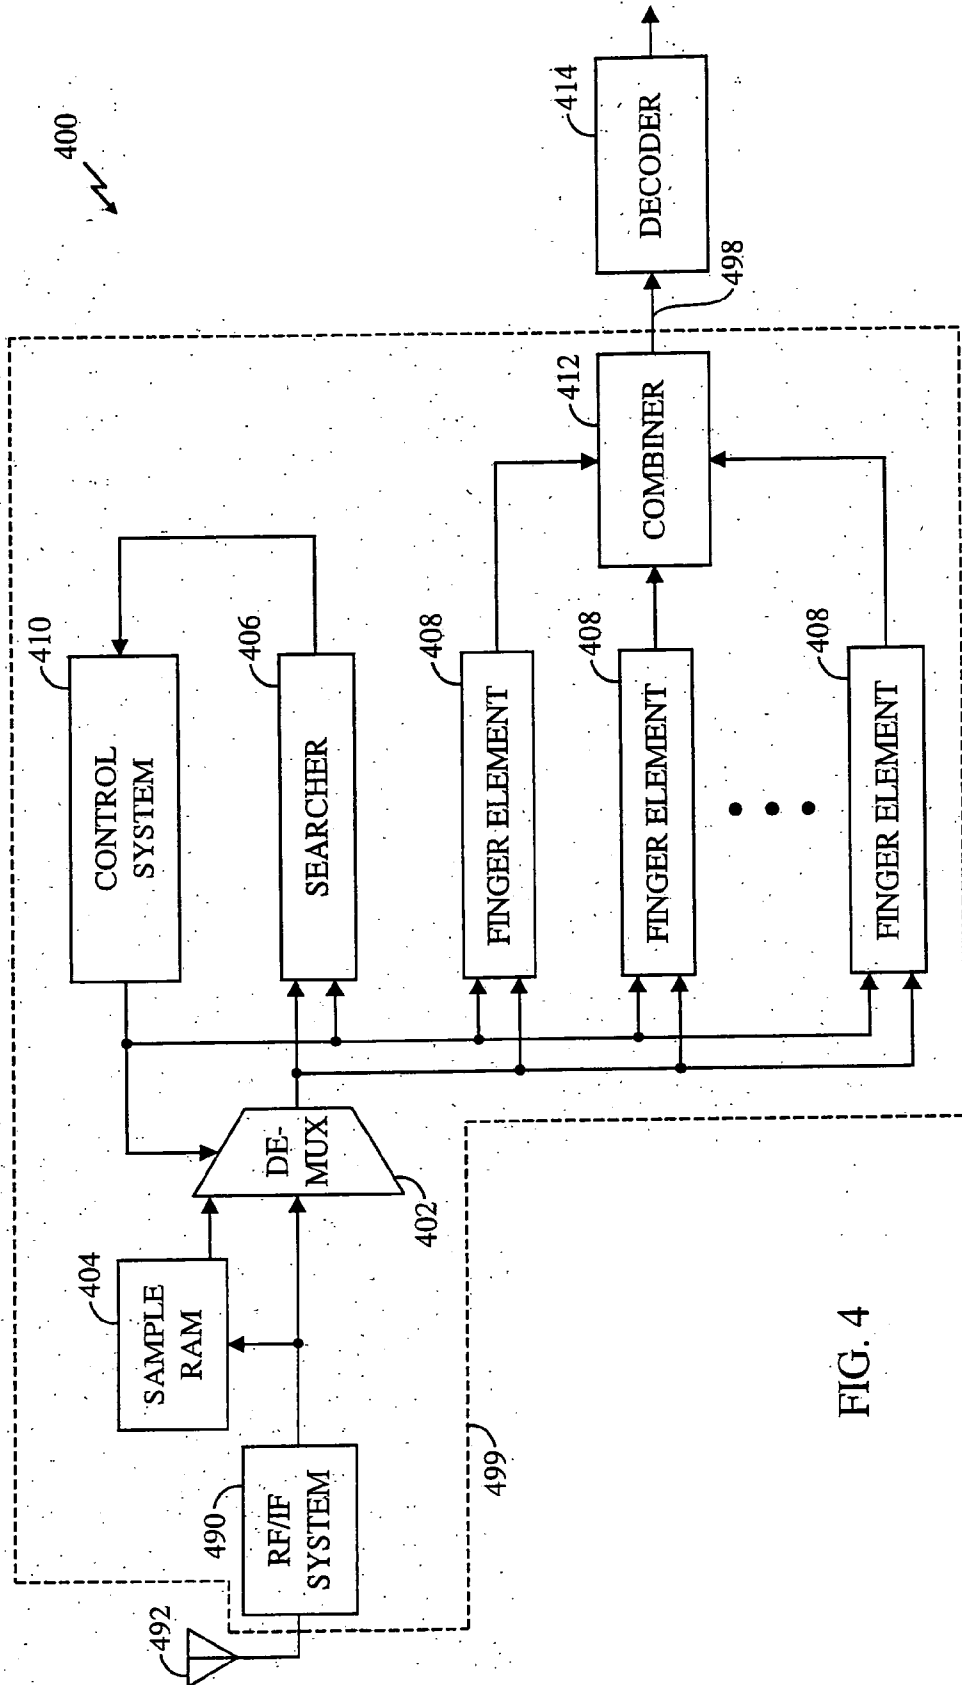 400
492
490
RF/IF
SYSTEM
404
SAMPLE
RAM
DE-
MUX
402
410
CONTROL
SYSTEM
406
SEARCHER
408
FINGER ELEMENT
408
FINGER ELEMENT
408
FINGER ELEMENT
412
COMBINER
498
414
DECODER
499
FIG. 4